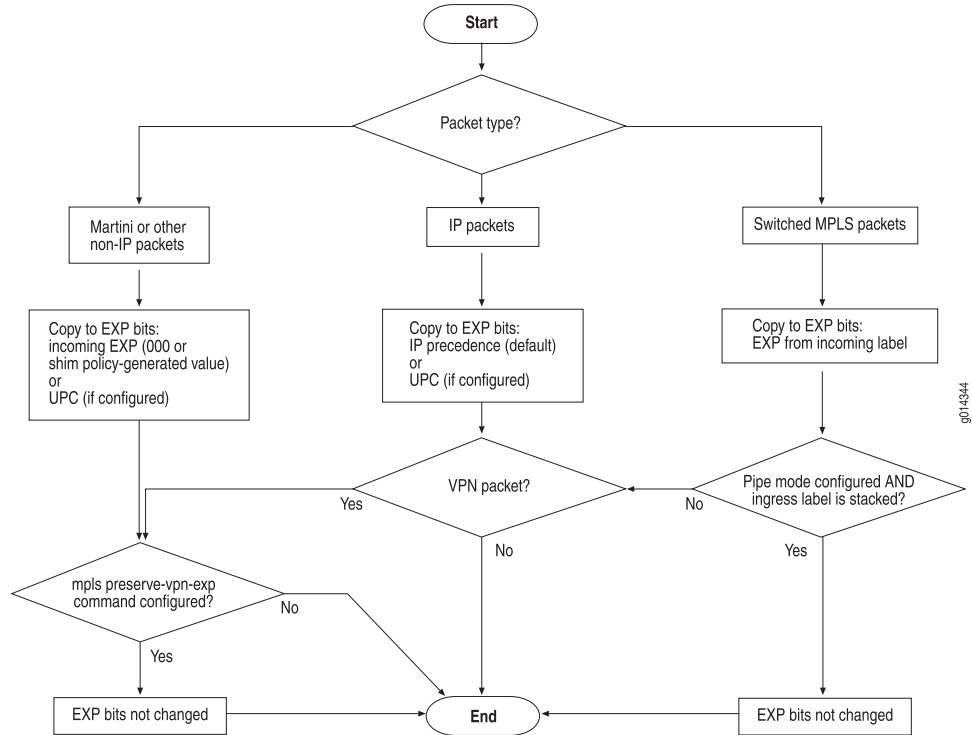 Start
Packet type?
Martini or other
non-IP packets
IP packets
Switched MPLS packets
Copy to EXP bits:
incoming EXP (000 or
shim policy-generated value)
or
UPC (if configured)
Copy to EXP bits:
IP precedence (default)
or
UPC (if configured)
Copy to EXP bits:
EXP from incoming label
g014344
VPN packet?
Pipe mode configured AND
ingress label is stacked?
Yes
No
No
Yes
mpls preserve-vpn-exp
command configured?
No
Yes
EXP bits not changed
End
EXP bits not changed